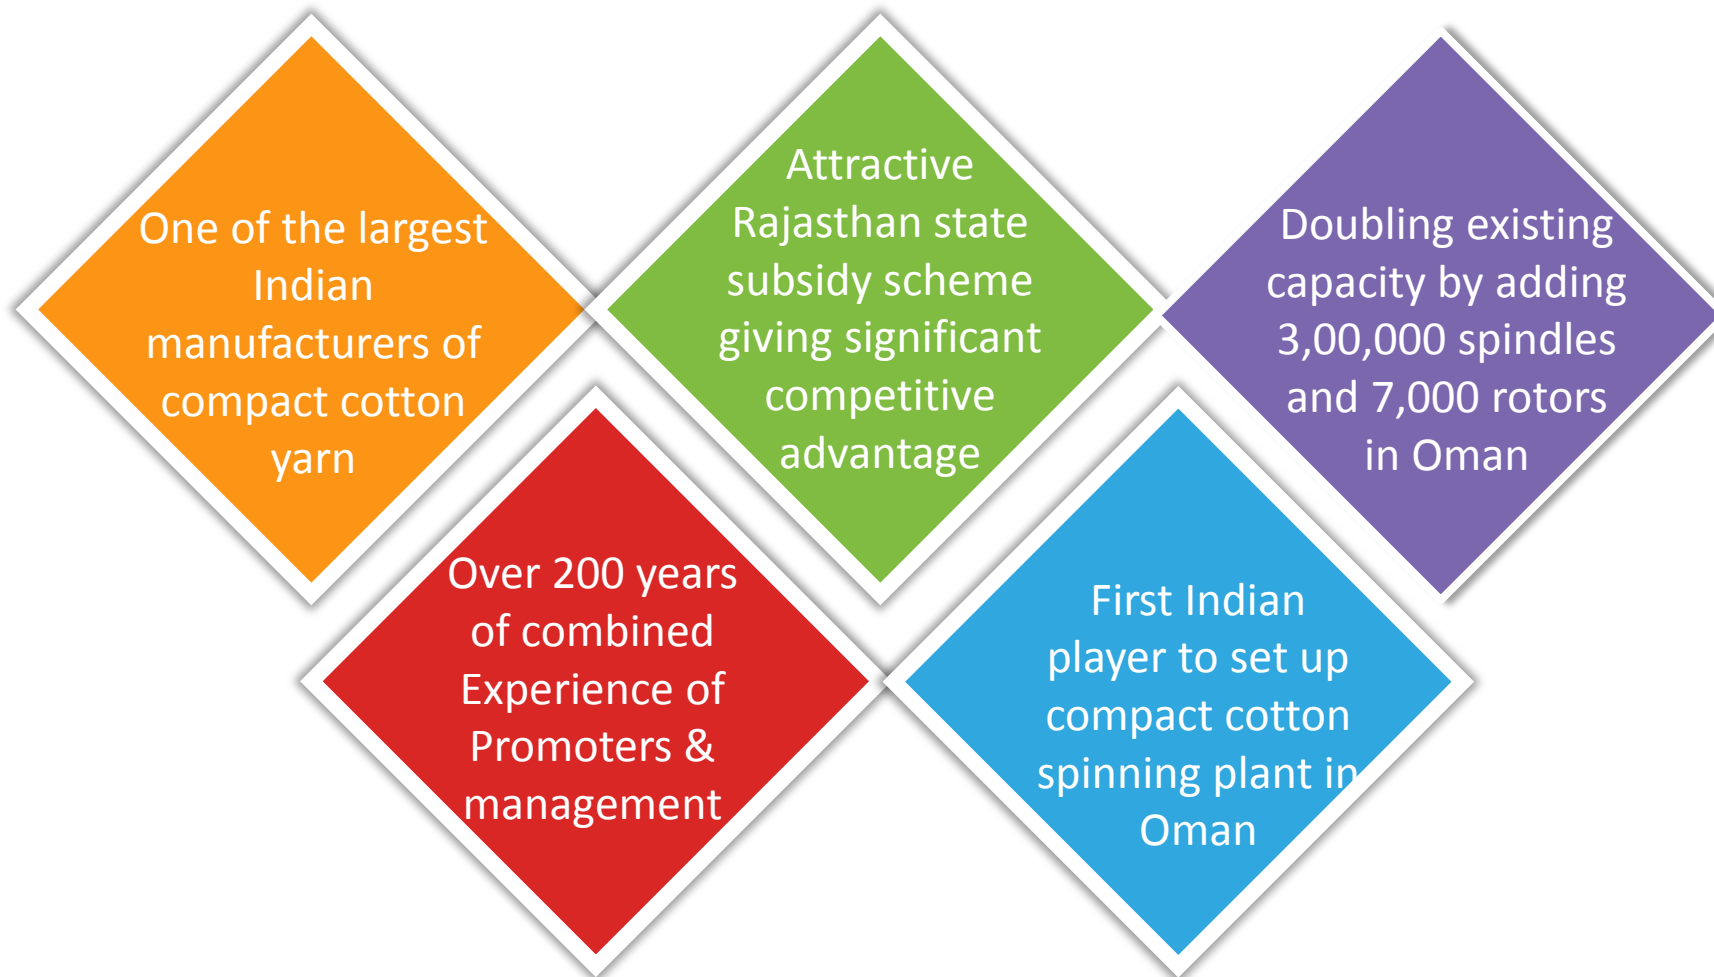 One of the largest
Indian
manufacturers of
compact cotton
yarn
Attractive
Rajasthan state
subsidy scheme
giving significant
competitive
advantage
Doubling existing
capacity by adding
3,00,000 spindles
and 7,000 rotors
in Oman
Over 200 years
of combined
Experience of
Promoters &
management
First Indian
player to set up
compact cotton
spinning plant in
Oman